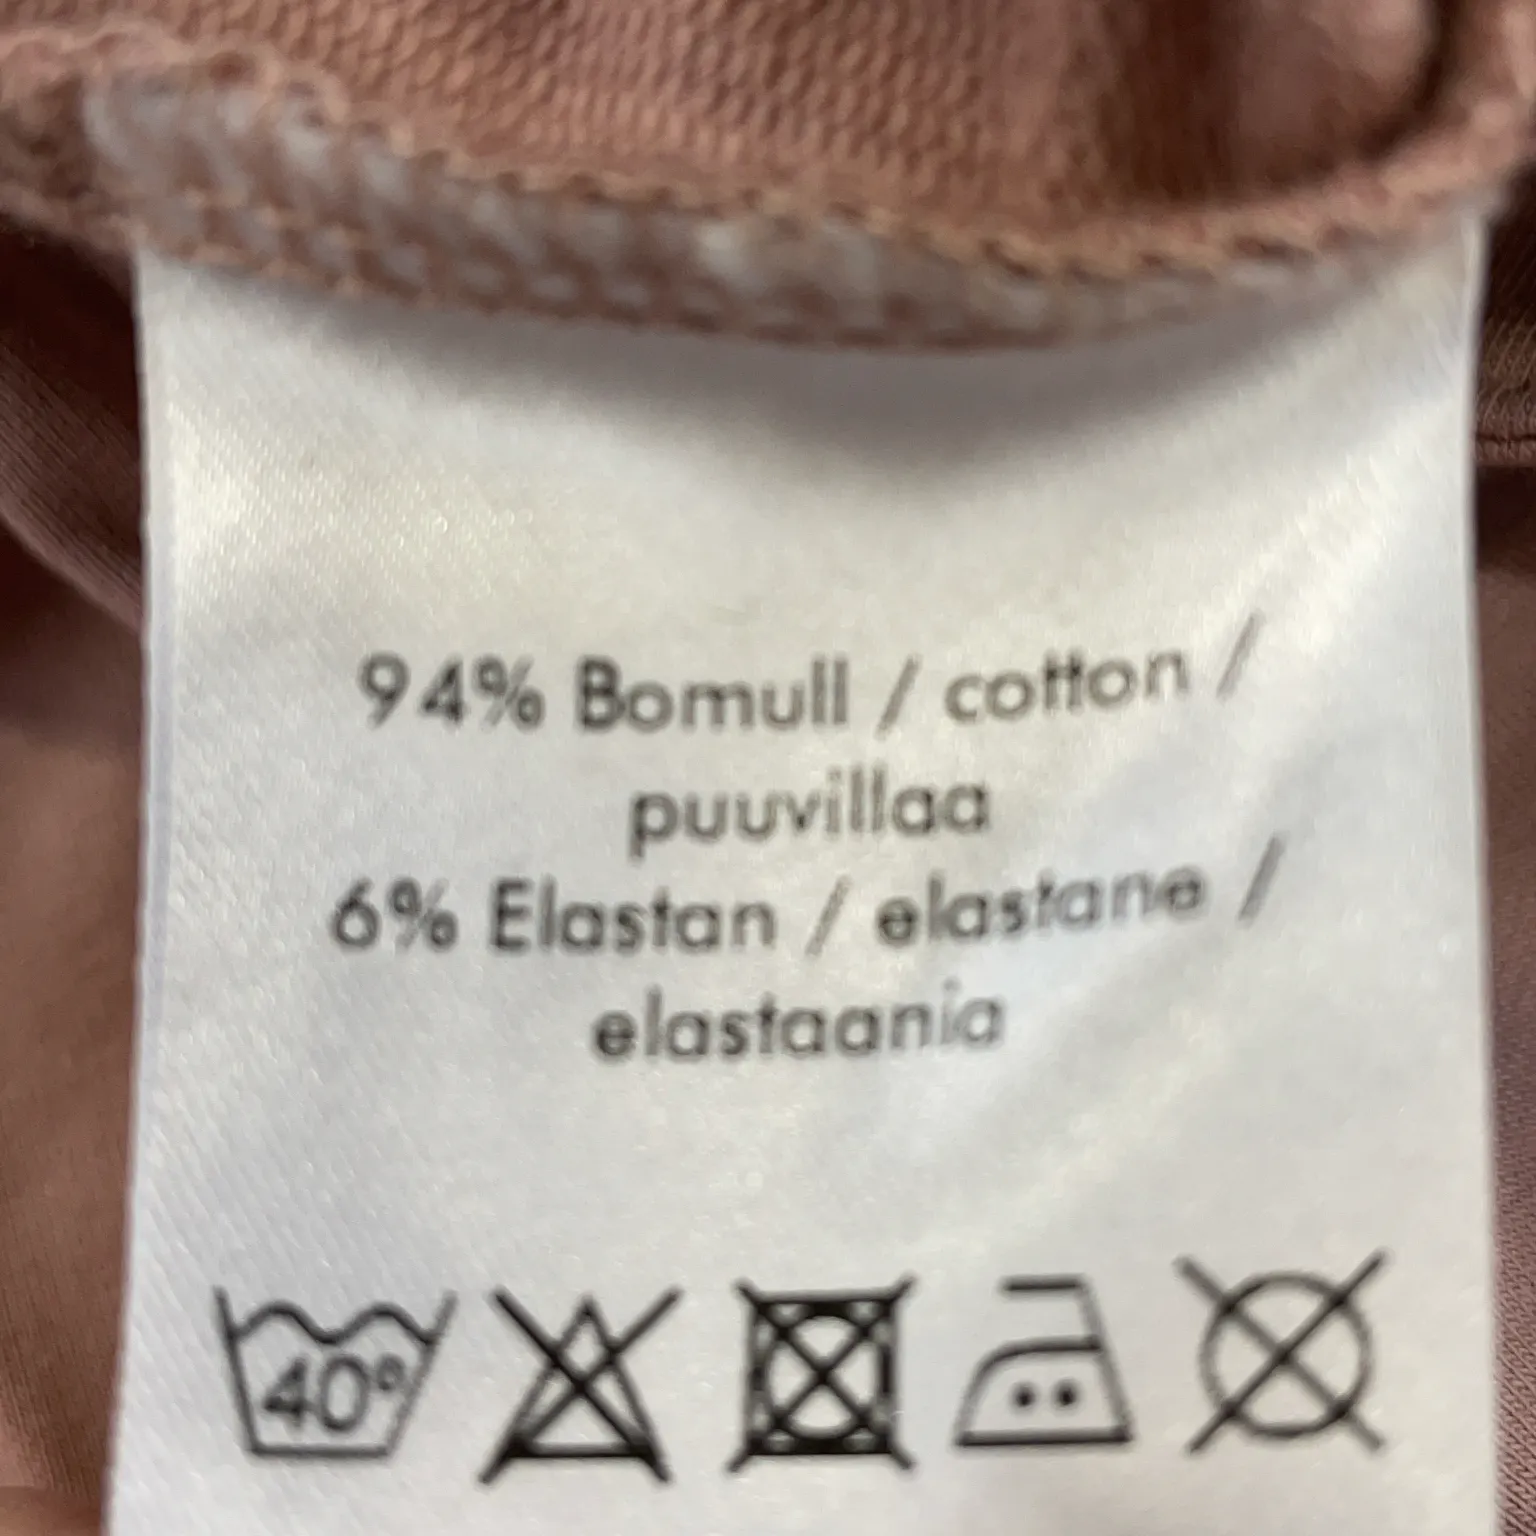 94% Bomull / cotton /
puuvillaa
6% Elastan / elastane /
elastaania
40°